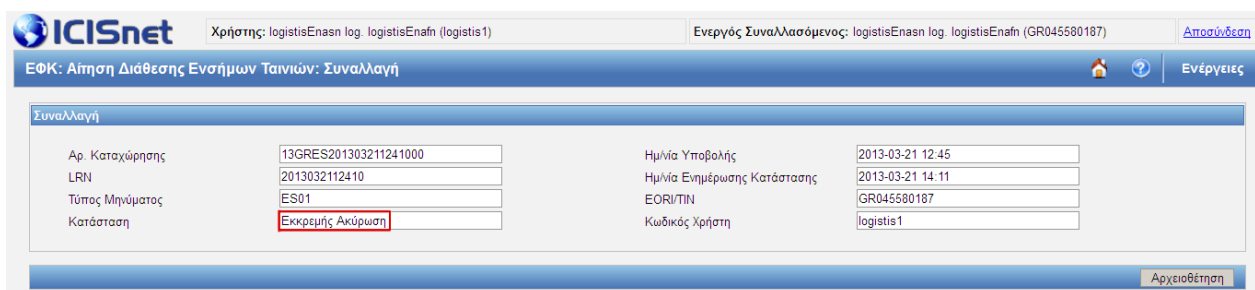 ICISnet Χρήστης: logistisEnasn log. logistisEnafn (logistis1) Ενεργός Συναλλασόμενος: logistisEnasn log. logistisEnafn (GR045580187) Αποσύνδεση
ΕΦΚ: Αίτηση Διάθεσης Ενσήμων Ταινιών: Συναλλαγή ? Ενέργειες
Συναλλαγή
Αρ. Καταχώρησης 13GRES201303211241000 Ημ/νία Υποβολής 2013-03-21 12:45
LRN 2013032112410 Ημ/νία Ενημέρωσης Κατάστασης 2013-03-21 14:11
Τύπος Μηνύματος ES01 EORI/TIN GR045580187
Κατάσταση Εκκρεμής Ακύρωση Κωδικός Χρήστη logistis1
Αρχειοθέτηση